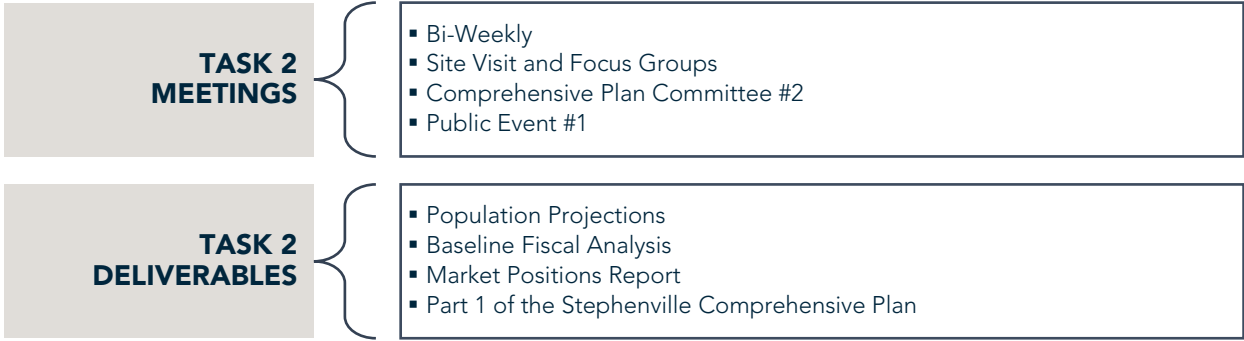 TASK 2
MEETINGS
▪ Bi-Weekly
▪ Site Visit and Focus Groups
▪ Comprehensive Plan Committee #2
▪ Public Event #1
TASK 2
DELIVERABLES
▪ Population Projections
▪ Baseline Fiscal Analysis
▪ Market Positions Report
▪ Part 1 of the Stephenville Comprehensive Plan